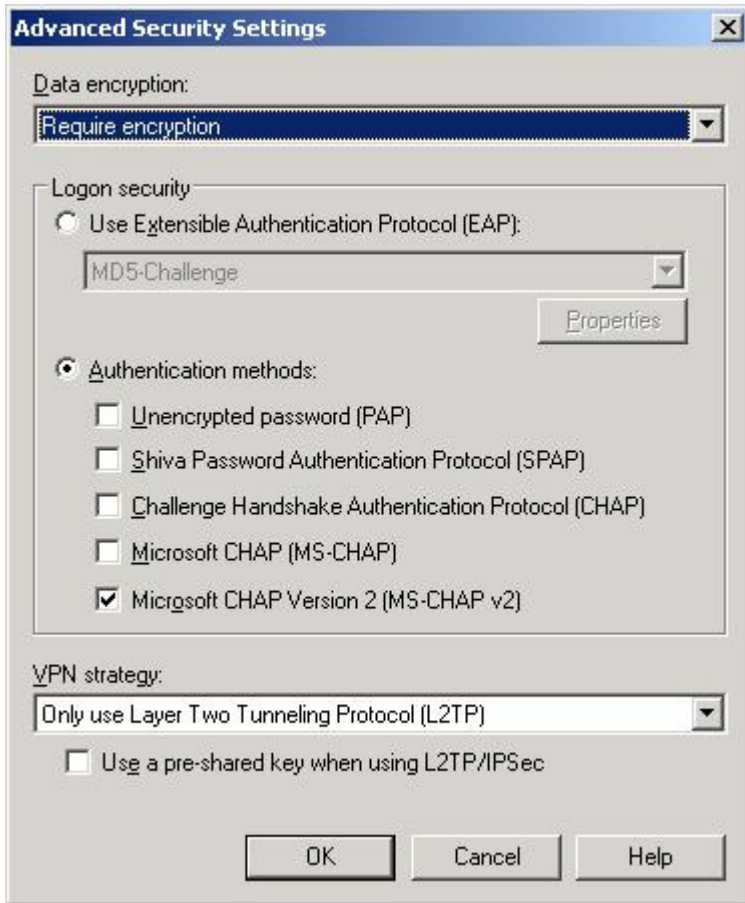 Advanced Security Settings
Data encryption:
Require encryption
Logon security
Use Extensible Authentication Protocol (EAP):
MD5-Challenge
Properties
Authentication methods:
Unencrypted password (PAP)
Shiva Password Authentication Protocol (SPAP)
Challenge Handshake Authentication Protocol (CHAP)
Microsoft CHAP (MS-CHAP)
Microsoft CHAP Version 2 (MS-CHAP v2)
VPN strategy:
Only use Layer Two Tunneling Protocol (L2TP)
Use a pre-shared key when using L2TP/IPSec
OK Cancel Help